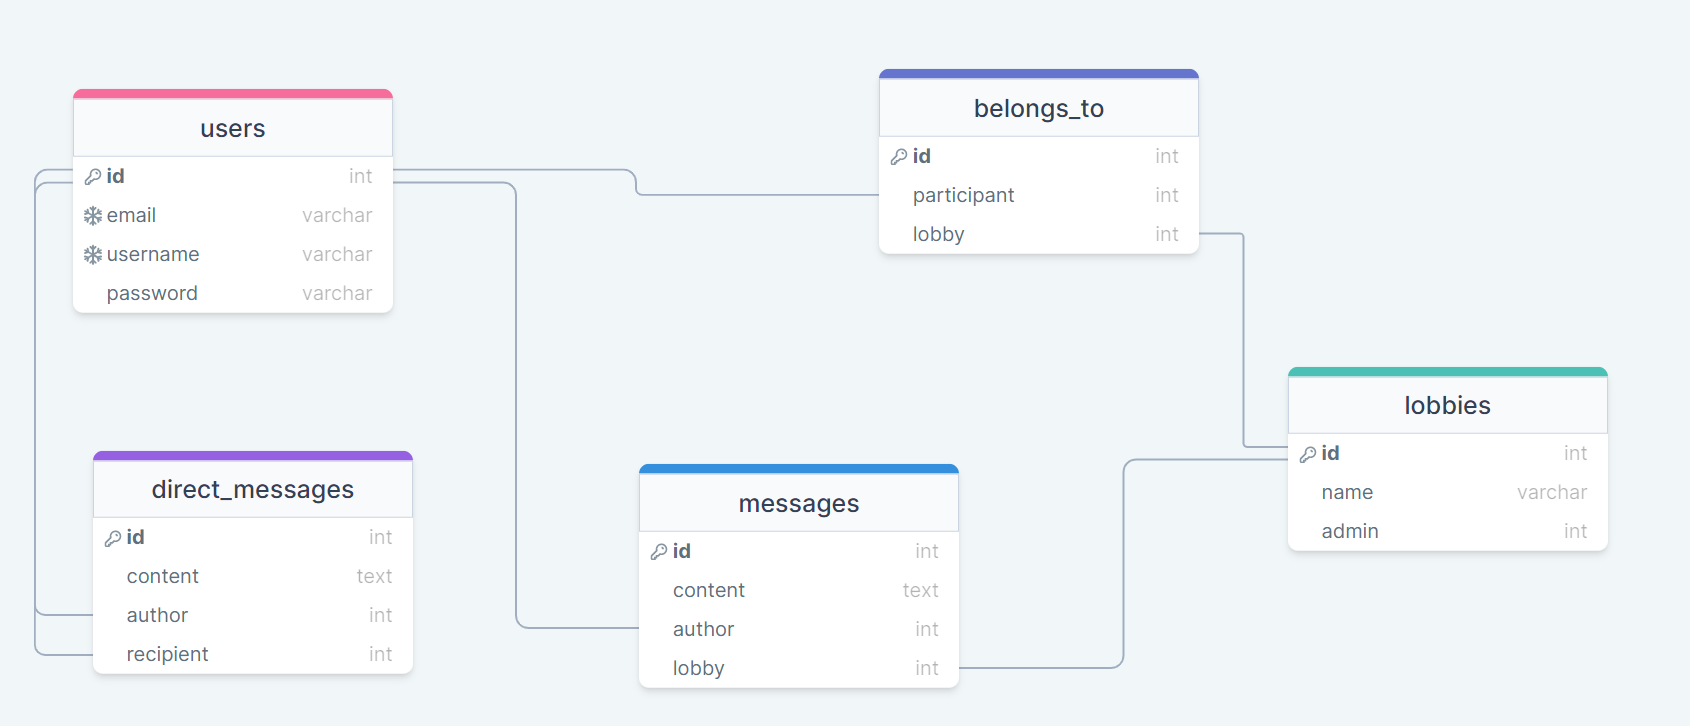 users
id int
email varchar
username varchar
password varchar
belongs_to
id int
participant int
lobby int
lobbies
id int
name varchar
admin int
direct_messages
id int
content text
author int
recipient int
messages
id int
content text
author int
lobby int